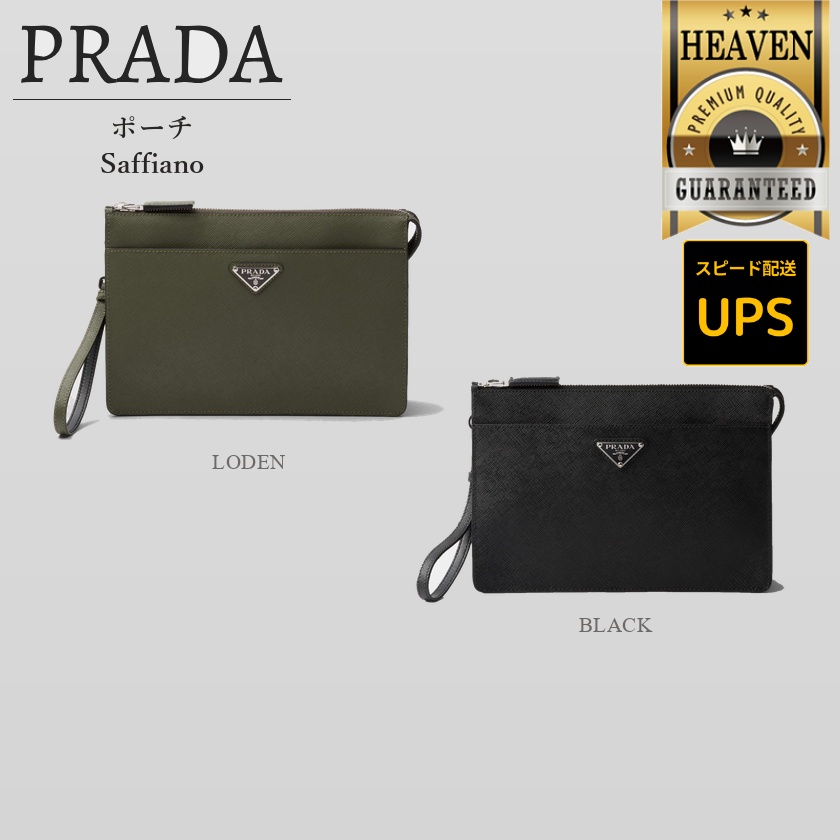 PRADA
ポーチ
Saffiano
HEAVEN
PREMIUM QUALITY
GUARANTEED
スピード配送
UPS
PRADA
LODEN
PRADA
BLACK